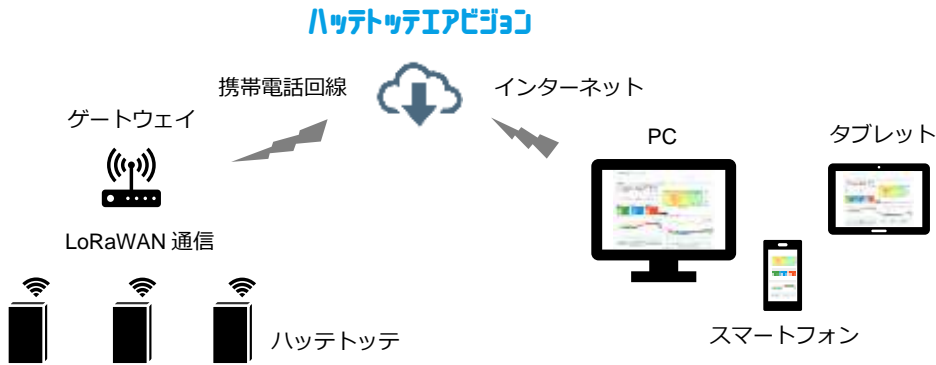 ハッテトッテエアビジョン
携帯電話回線
インターネット
ゲートウェイ
PC
タブレット
LoRaWAN 通信
ハッテトッテ
スマートフォン